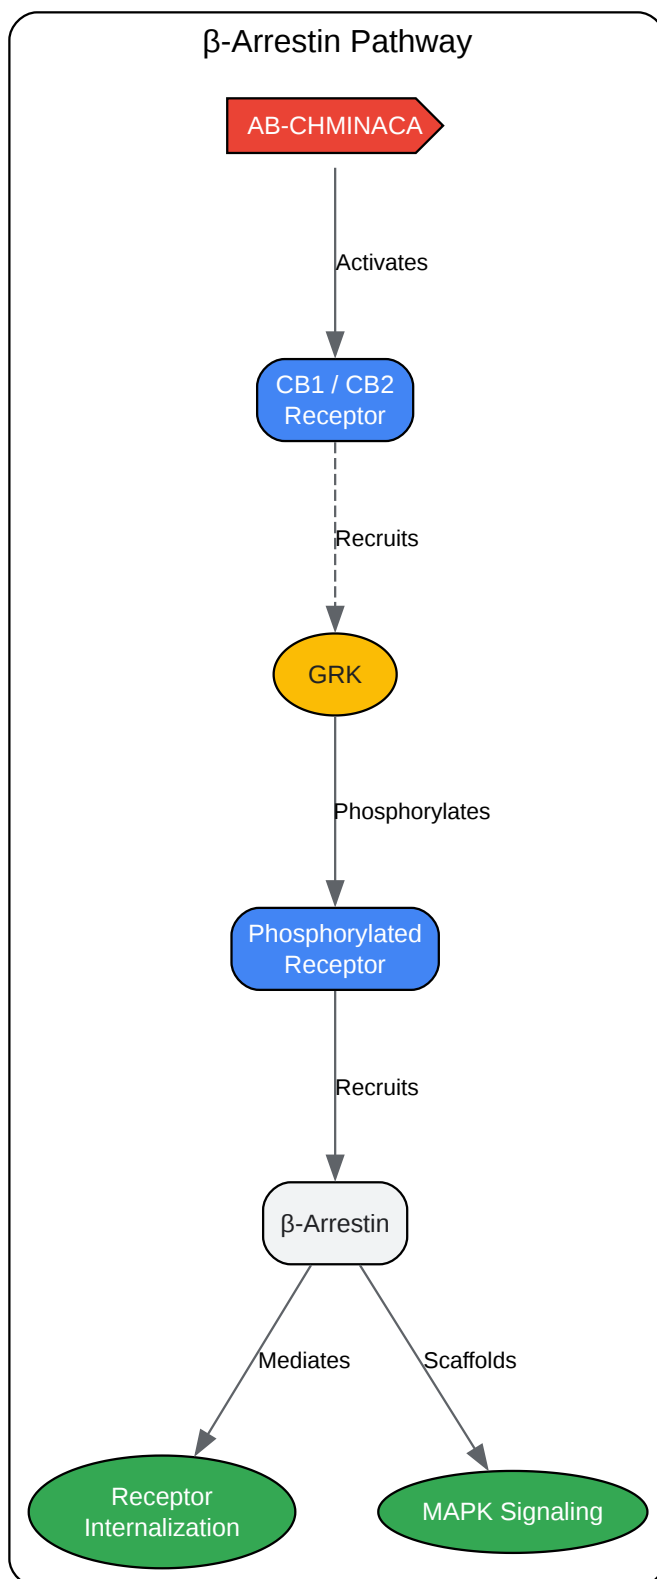 β-Arrestin Pathway
AB-CHMINACA
Activates
CB1 / CB2
Receptor
Recruits
GRK
Phosphorylates
Phosphorylated
Receptor
Recruits
β-Arrestin
Mediates
Scaffolds
Receptor
Internalization
MAPK Signaling